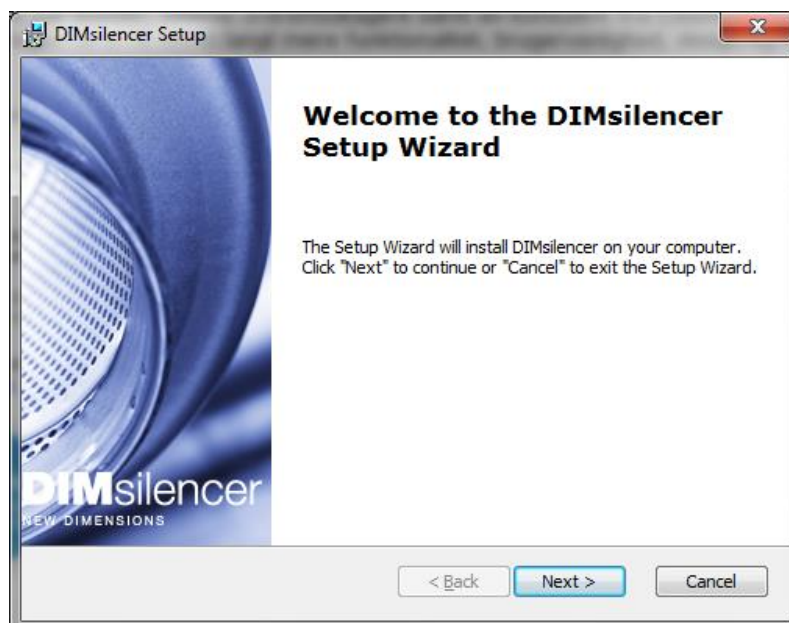 DIMsilencer Setup
Welcome to the DIMsilencer
Setup Wizard
The Setup Wizard will install DIMsilencer on your computer.
Click "Next" to continue or "Cancel" to exit the Setup Wizard.
DIMsilencer
NEW DIMENSIONS
< Back
Next >
Cancel